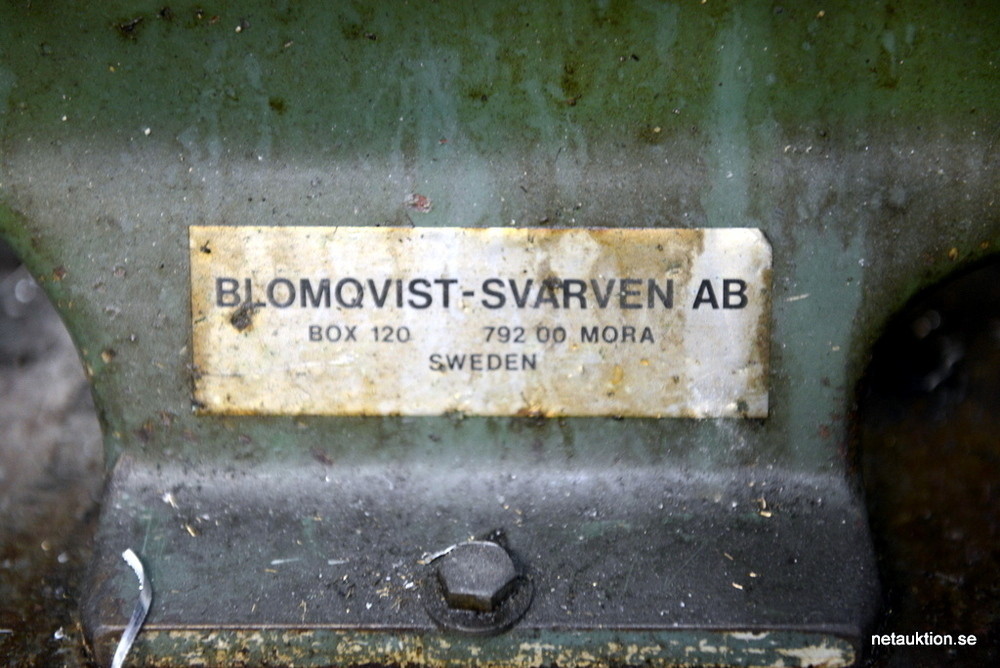 BLOMQVIST-SVARVEN AB
BOX 120 792 00 MORA
SWEDEN
netauktion.se